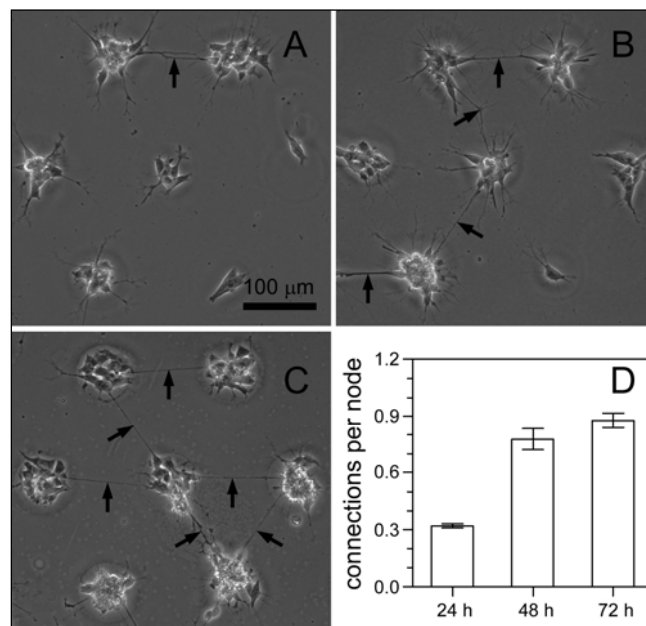 A
100 μm
B
C
D
connections per node
1.2
0.9
0.6
0.3
0.0
24 h 48 h 72 h